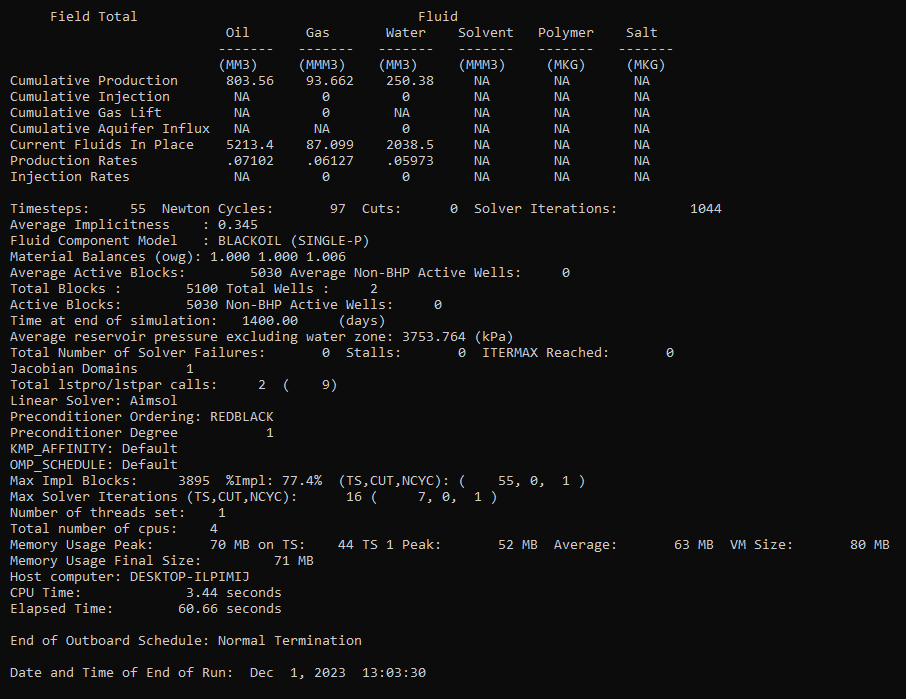 Field Total Fluid
Oil Gas Water Solvent Polymer Salt
------- ------- ------- ------- ------- -------
(MM3) (MMM3) (MM3) (MMM3) (MKG) (MKG)
Cumulative Production 803.56 93.662 250.38 NA NA NA
Cumulative Injection NA 0 0 NA NA NA
Cumulative Gas Lift NA 0 NA NA NA NA
Cumulative Aquifer Influx NA NA 0 NA NA NA
Current Fluids In Place 5213.4 87.099 2038.5 NA NA NA
Production Rates .07102 .06127 .05973 NA NA NA
Injection Rates NA 0 0 NA NA NA
Timesteps: 55 Newton Cycles: 97 Cuts: 0 Solver Iterations: 1044
Average Implicitness : 0.345
Fluid Component Model : BLACKOIL (SINGLE-P)
Material Balances (owg): 1.000 1.000 1.006
Average Active Blocks: 5030 Average Non-BHP Active Wells: 0
Total Blocks : 5100 Total Wells : 2
Active Blocks: 5030 Non-BHP Active Wells: 0
Time at end of simulation: 1400.00 (days)
Average reservoir pressure excluding water zone: 3753.764 (kPa)
Total Number of Solver Failures: 0 Stalls: 0 ITERMAX Reached: 0
Jacobian Domains 1
Total lstpro/lstpar calls: 2 ( 9)
Linear Solver: Aimsol
Preconditioner Ordering: REDBLACK
Preconditioner Degree 1
KMP_AFFINITY: Default
OMP_SCHEDULE: Default
Max Impl Blocks: 3895 %Impl: 77.4% (TS,CUT,NCYC): ( 55, 0, 1 )
Max Solver Iterations (TS,CUT,NCYC): 16 ( 7, 0, 1 )
Number of threads set: 1
Total number of cpus: 4
Memory Usage Peak: 70 MB on TS: 44 TS 1 Peak: 52 MB Average: 63 MB VM Size: 80 MB
Memory Usage Final Size: 71 MB
Host computer: DESKTOP-ILPIMIJ
CPU Time: 3.44 seconds
Elapsed Time: 60.66 seconds
End of Outboard Schedule: Normal Termination
Date and Time of End of Run: Dec 1, 2023 13:03:30